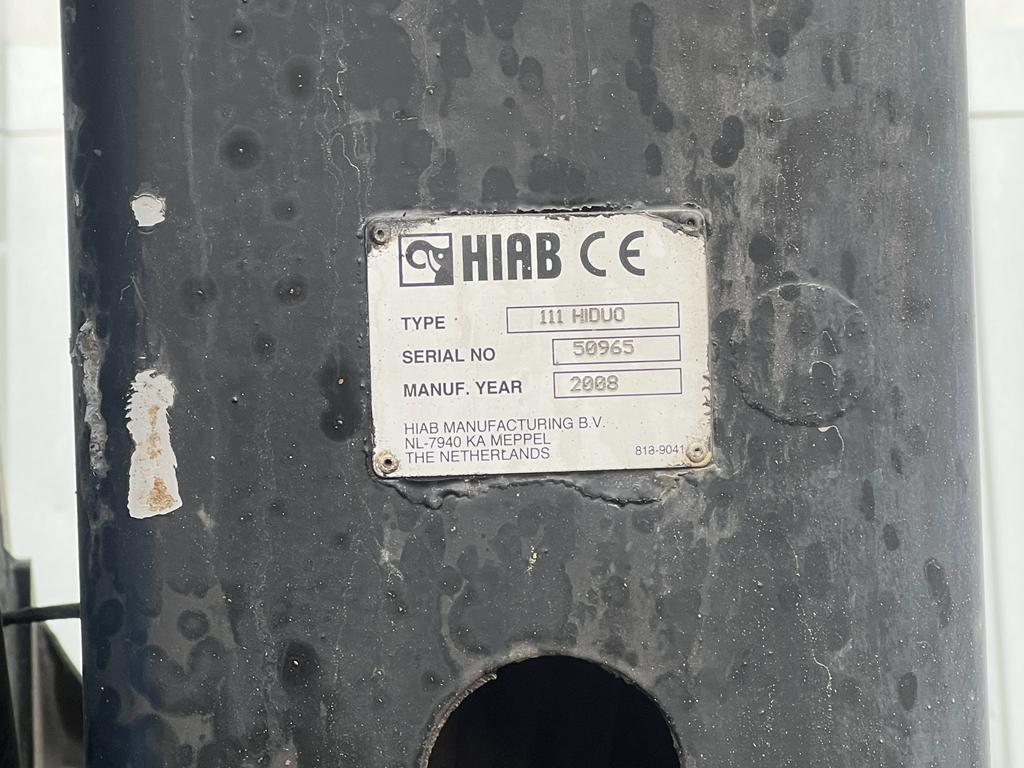 HIAB CE
TYPE 111 HIDUO
SERIAL NO 50965
MANUF. YEAR 2008
HIAB MANUFACTURING B.V.
NL-7940 KA MEPPEL
THE NETHERLANDS 818-9041